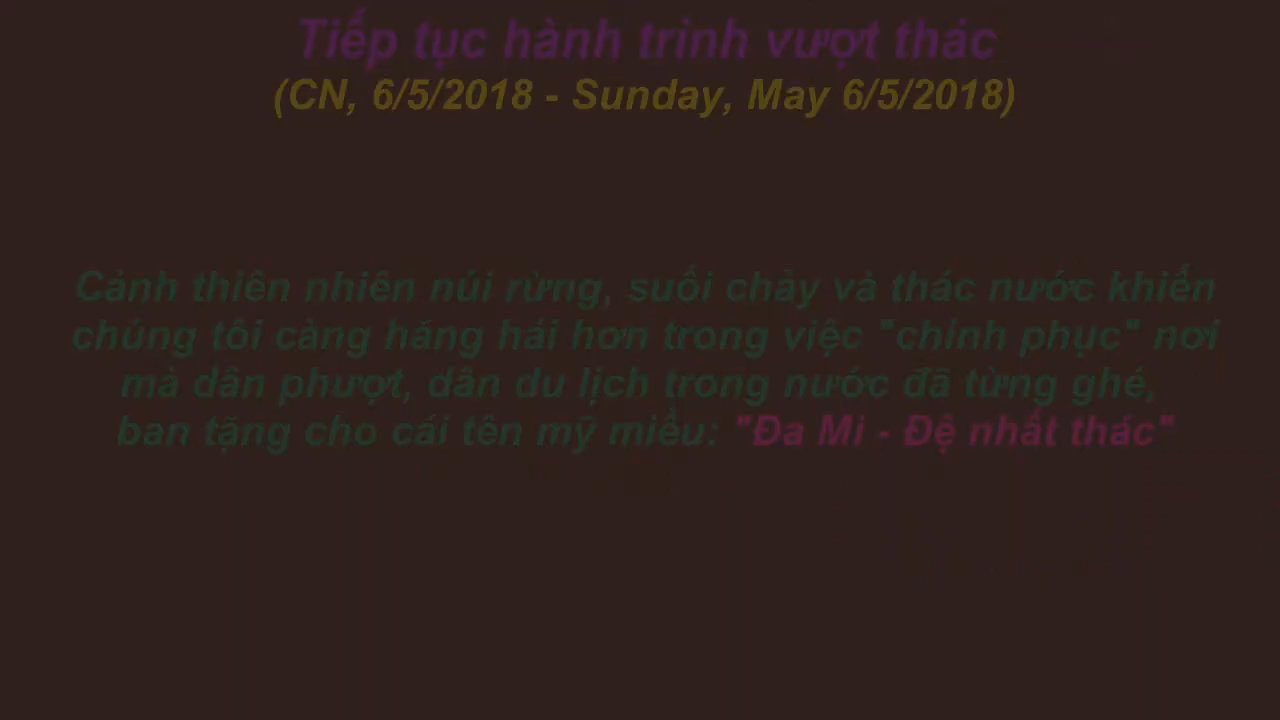 Tiếp tục hành trình vượt thác
(CN, 6/5/2018 - Sunday, May 6/5/2018)
Cảnh thiên nhiên núi rừng, suối chảy và thác nước khiến
chúng tôi càng hăng hái hơn trong việc "chinh phục" nơi
mà dân phượt, dân du lịch trong nước đã từng ghé,
ban tặng cho cái tên mỹ miều: "Đa Mi - Đệ nhất thác"